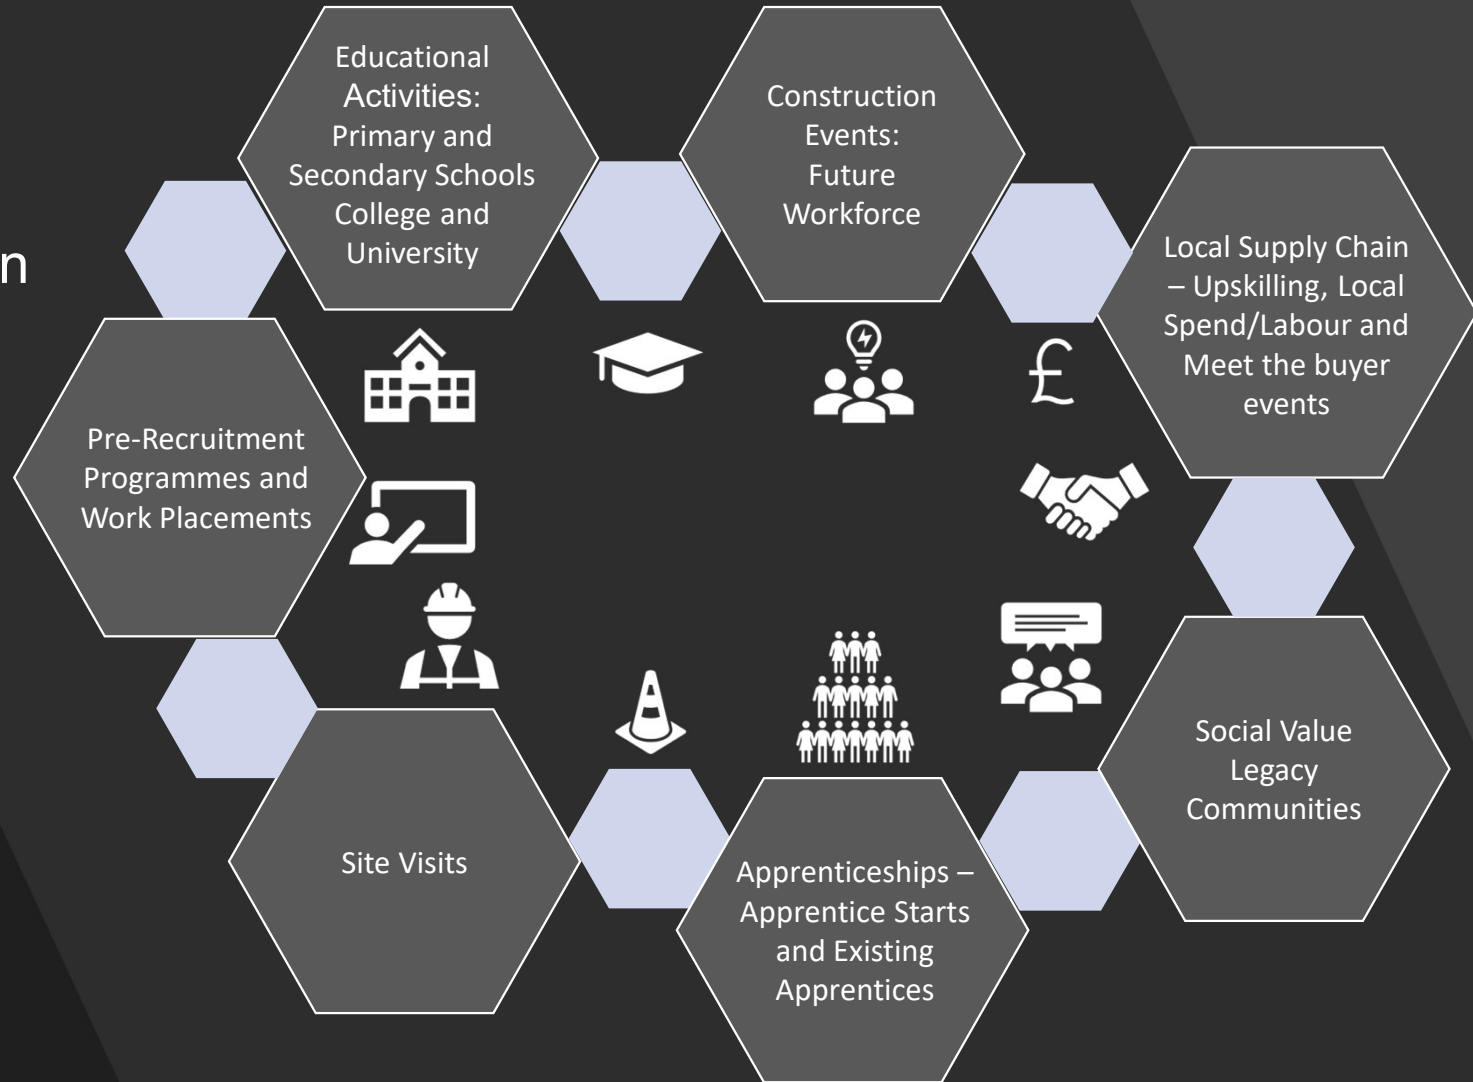 Educational
Activities:
Primary and
Secondary Schools
College and
University
Construction
Events:
Future
Workforce
Local Supply Chain
– Upskilling, Local
Spend/Labour and
Meet the buyer
events
n
Pre-Recruitment
Programmes and
Work Placements
£
Social Value
Legacy
Communities
Site Visits
Apprenticeships –
Apprentice Starts
and Existing
Apprentices